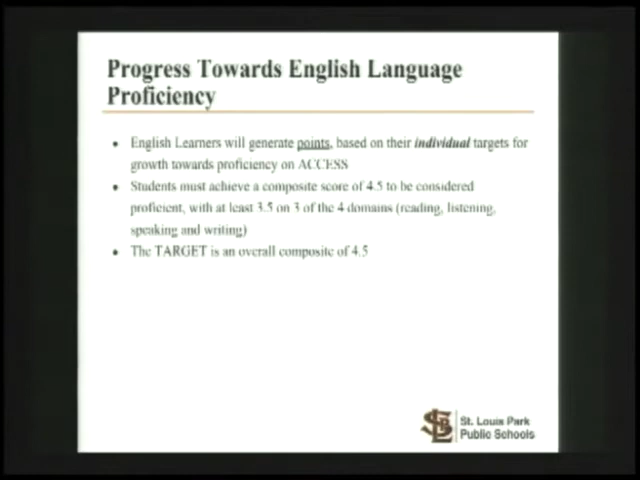 Progress Towards English Language
Proficiency
• English Learners will generate points, based on their individual targets for
growth towards proficiency on ACCESS
• Students must achieve a composite score of 4.5 to be considered
proficient, with at least 3.5 on 3 of the 4 domains (reading, listening,
speaking and writing)
• The TARGET is an overall composite of 4.5
St. Louis Park
Public Schools